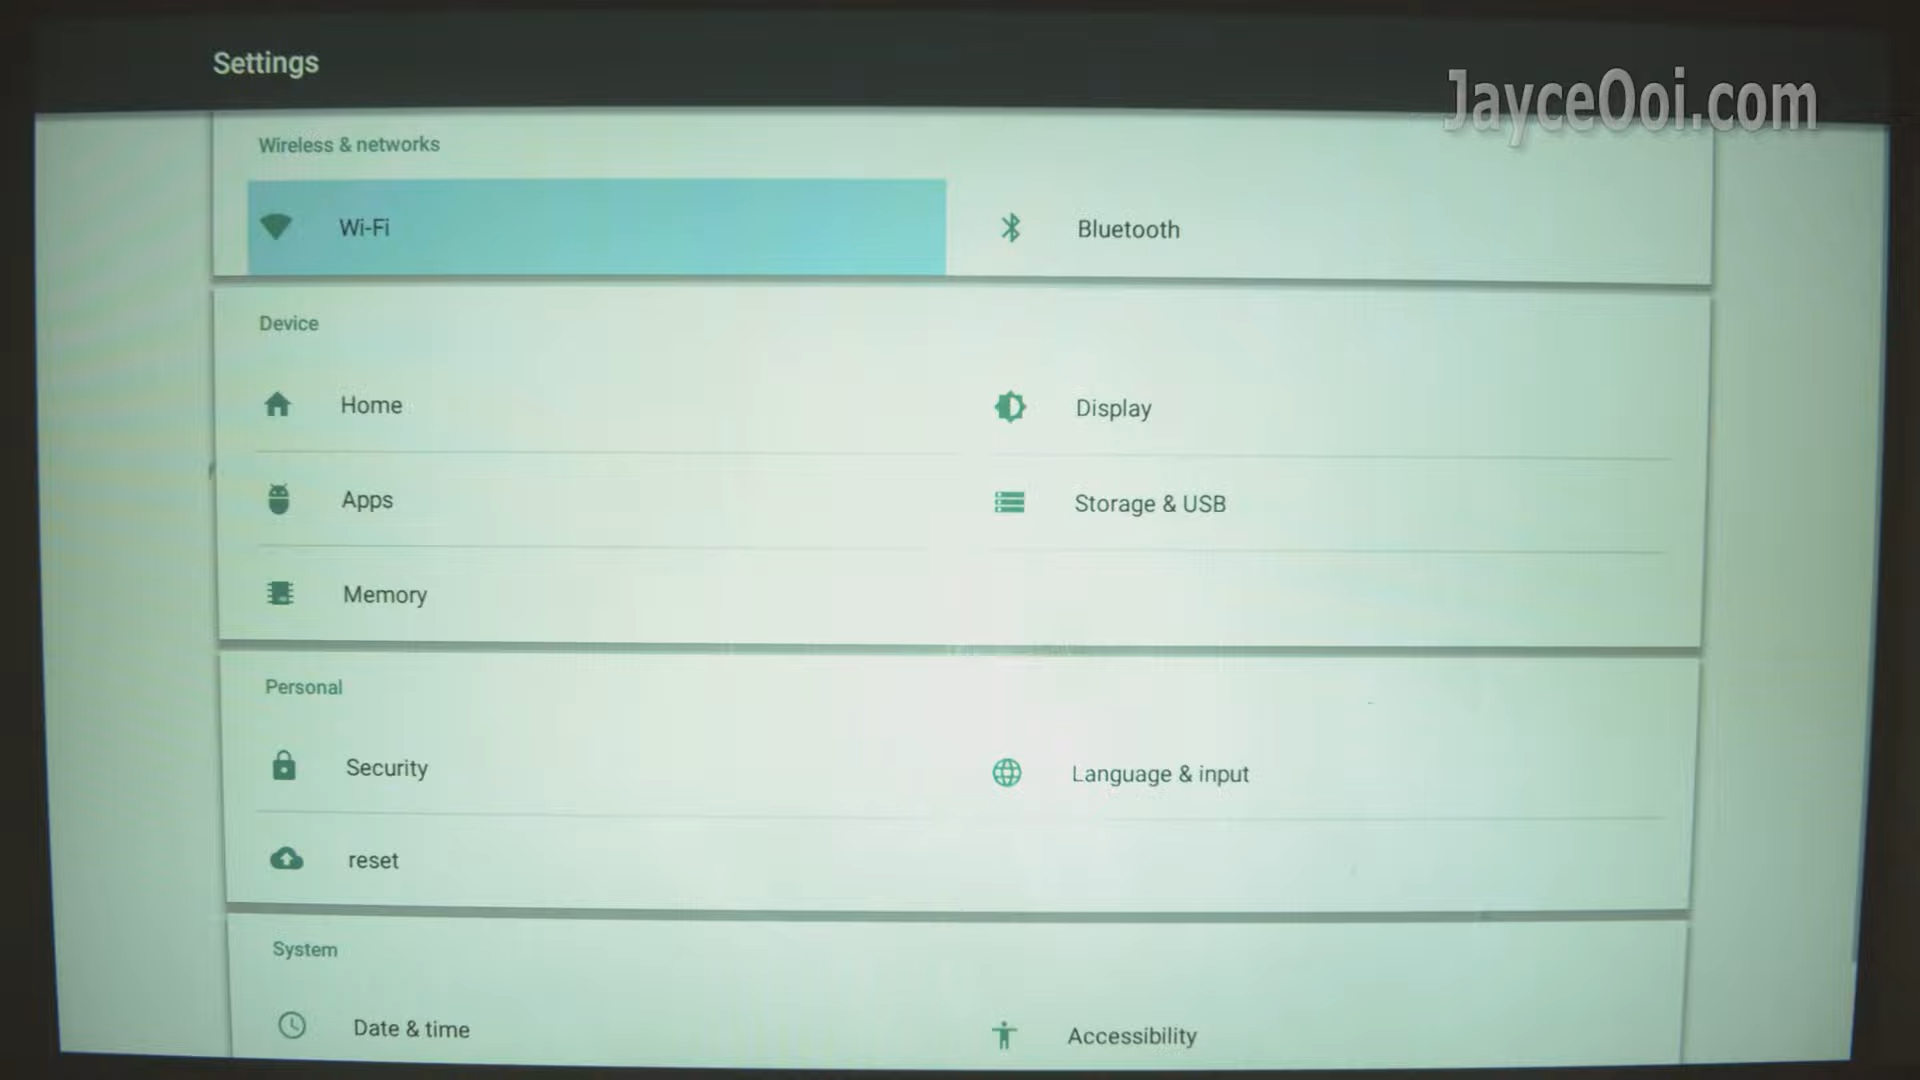 Settings
JayceOoi.com
Wireless & networks
Wi-Fi
Bluetooth
Device
Home
Display
Apps
Storage & USB
Memory
Personal
Security
Language & input
reset
System
Date & time
Accessibility